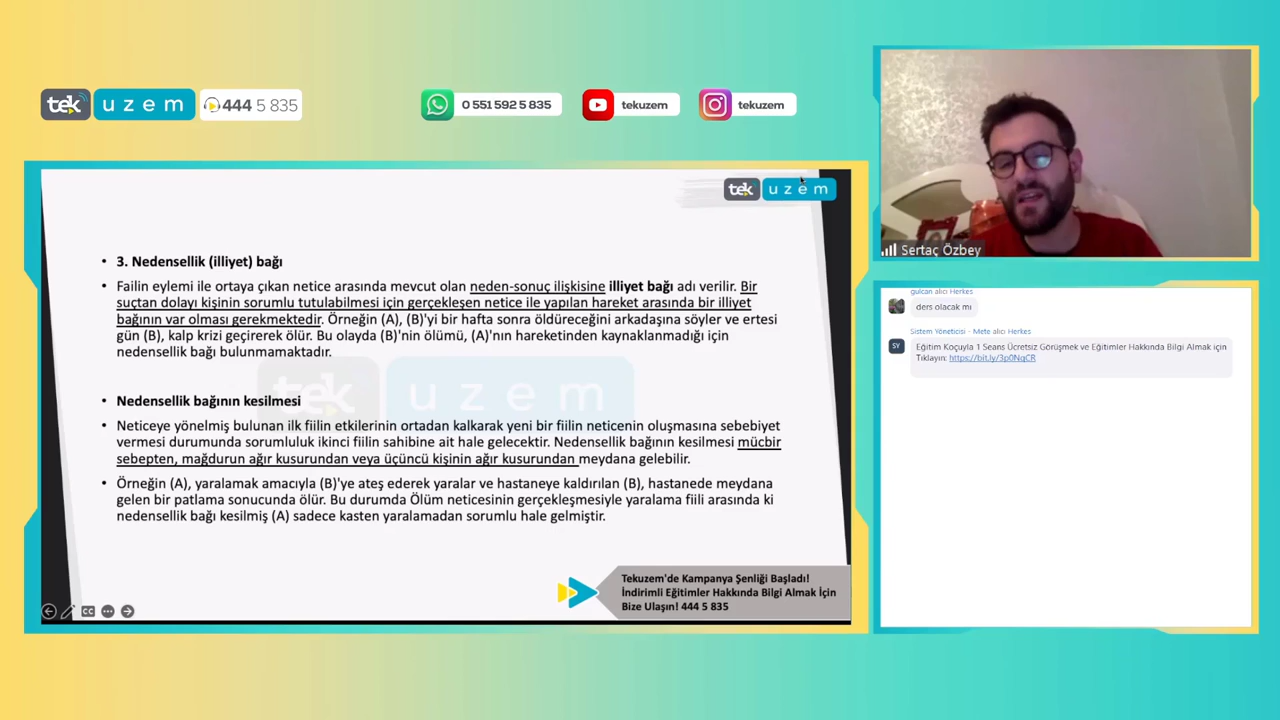 tek uzem 444 5 835
0 551 592 5 835
tekuzem
tekuzem
tek uzem
• 3. Nedensellik (illiyet) bağı
• Failin eylemi ile ortaya çıkan netice arasında mevcut olan neden-sonuç ilişkisine illiyet bağı adı verilir. Bir
suçtan dolayı kişinin sorumlu tutulabilmesi için gerçekleşen netice ile yapılan hareket arasında bir illiyet
bağının var olması gerekmektedir. Örneğin (A), (B)'yi bir hafta sonra öldüreceğini arkadaşına söyler ve ertesi
gün (B), kalp krizi geçirerek ölür. Bu olayda (B)'nin ölümü, (A)'nın hareketinden kaynaklanmadığı için
nedensellik bağı bulunmamaktadır.
tek uzem
• Nedensellik bağının kesilmesi
• Neticeye yönelmiş bulunan ilk fiilin etkilerinin ortadan kalkarak yeni bir fiilin neticenin oluşmasına sebebiyet
vermesi durumunda sorumluluk ikinci fiilin sahibine ait hale gelecektir. Nedensellik bağının kesilmesi mücbir
sebepten, mağdurun ağır kusurundan veya üçüncü kişinin ağır kusurundan meydana gelebilir.
• Örneğin (A), yaralamak amacıyla (B)'ye ateş ederek yaralar ve hastaneye kaldırılan (B), hastanede meydana
gelen bir patlama sonucunda ölür. Bu durumda Ölüm neticesinin gerçekleşmesiyle yaralama fiili arasında ki
nedensellik bağı kesilmiş (A) sadece kasten yaralamadan sorumlu hale gelmiştir.
CC
Tekuzem'de Kampanya Şenliği Başladı!
İndirimli Eğitimler Hakkında Bilgi Almak İçin
Bize Ulaşın! 444 5 835
Sertaç Özbey
gulcan alıcı Herkes
ders olacak mı
Sistem Yöneticisi - Mete alıcı Herkes
SY
Eğitim Koçuyla 1 Seans Ücretsiz Görüşmek ve Eğitimler Hakkında Bilgi Almak için
Tıklayın: https://bit.ly/3p0NqCR